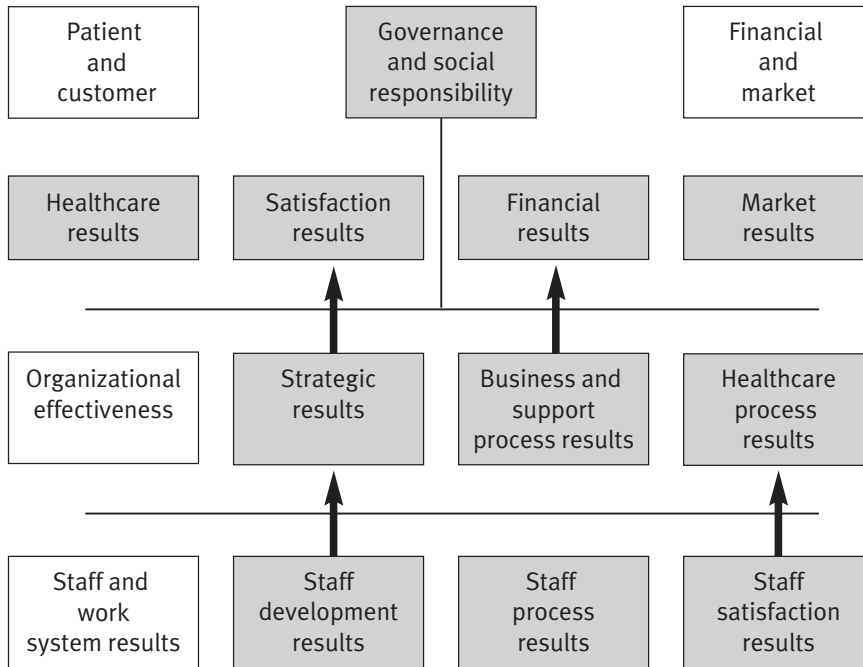 Patient
and
customer
Governance
and social
responsibility
Financial
and
market
Healthcare
results
Satisfaction
results
Financial
results
Market
results
Organizational
effectiveness
Strategic
results
Business and
support
process results
Healthcare
process
results
Staff and
work
system results
Staff
development
results
Staff
process
results
Staff
satisfaction
results